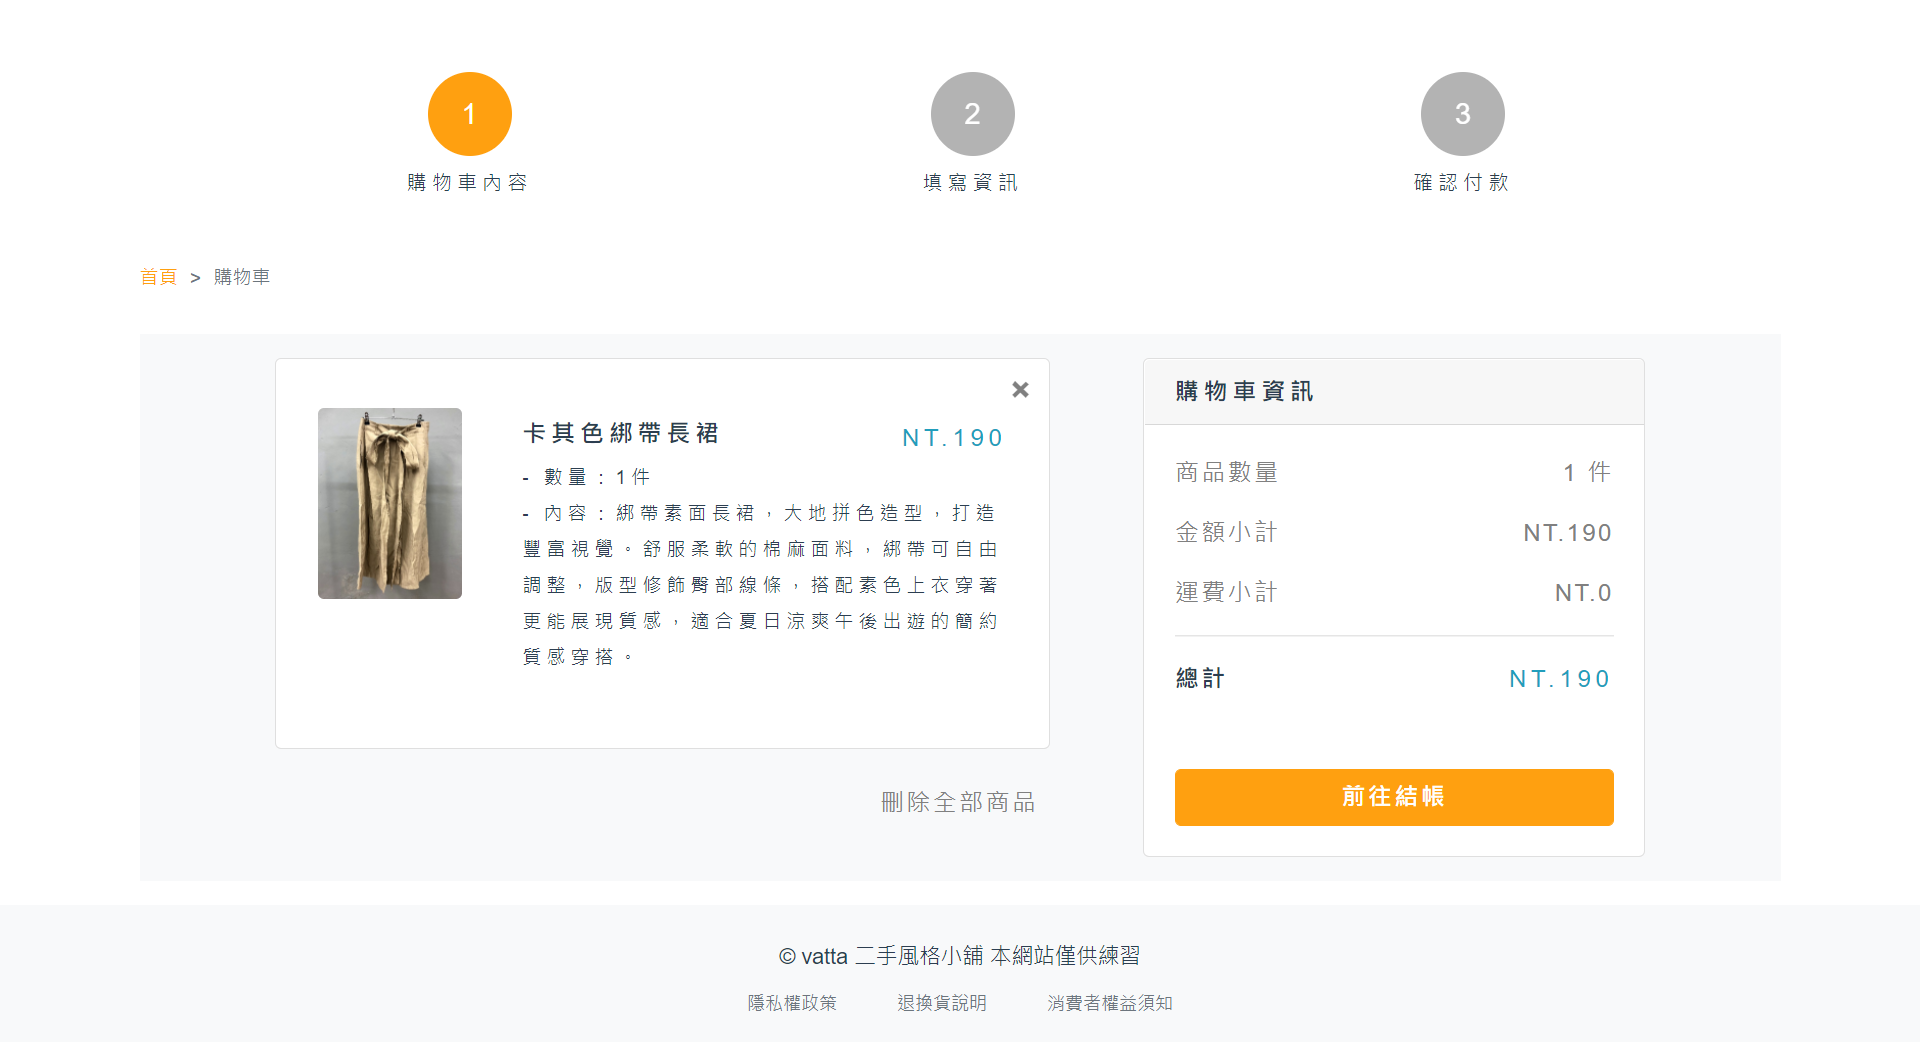 1
2
3
購物車內容
填寫資訊
確認付款
首頁 > 購物車
卡其色綁帶長裙
NT.190
- 數量：1件
- 內容：綁帶素面長裙，大地拼色造型，打造
豐富視覺。舒服柔軟的棉麻面料，綁帶可自由
調整，版型修飾臀部線條，搭配素色上衣穿著
更能展現質感，適合夏日涼爽午後出遊的簡約
質感穿搭。
刪除全部商品
購物車資訊
商品數量 1 件
金額小計 NT.190
運費小計 NT.0
總計 NT.190
前往結帳
© vatta 二手風格小舖 本網站僅供練習
隱私權政策 退換貨說明 消費者權益須知